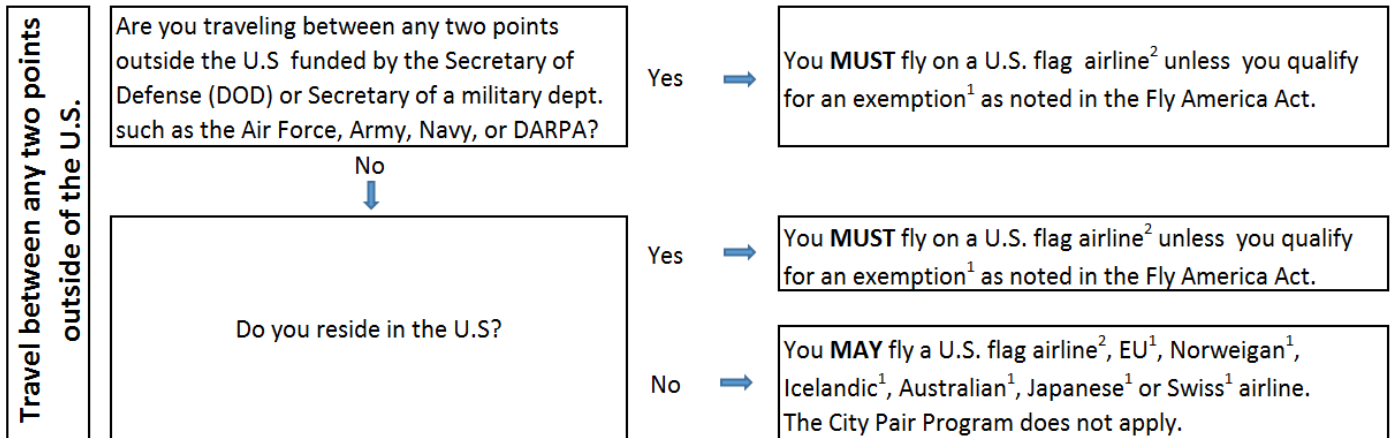 Travel between any two points
outside of the U.S.
Are you traveling between any two points
outside the U.S funded by the Secretary of
Defense (DOD) or Secretary of a military dept.
such as the Air Force, Army, Navy, or DARPA?
Yes
You MUST fly on a U.S. flag airline² unless you qualify
for an exemption¹ as noted in the Fly America Act.
No
Do you reside in the U.S?
Yes
You MUST fly on a U.S. flag airline² unless you qualify
for an exemption¹ as noted in the Fly America Act.
No
You MAY fly a U.S. flag airline², EU¹, Norweigan¹,
Icelandic¹, Australian¹, Japanese¹ or Swiss¹ airline.
The City Pair Program does not apply.